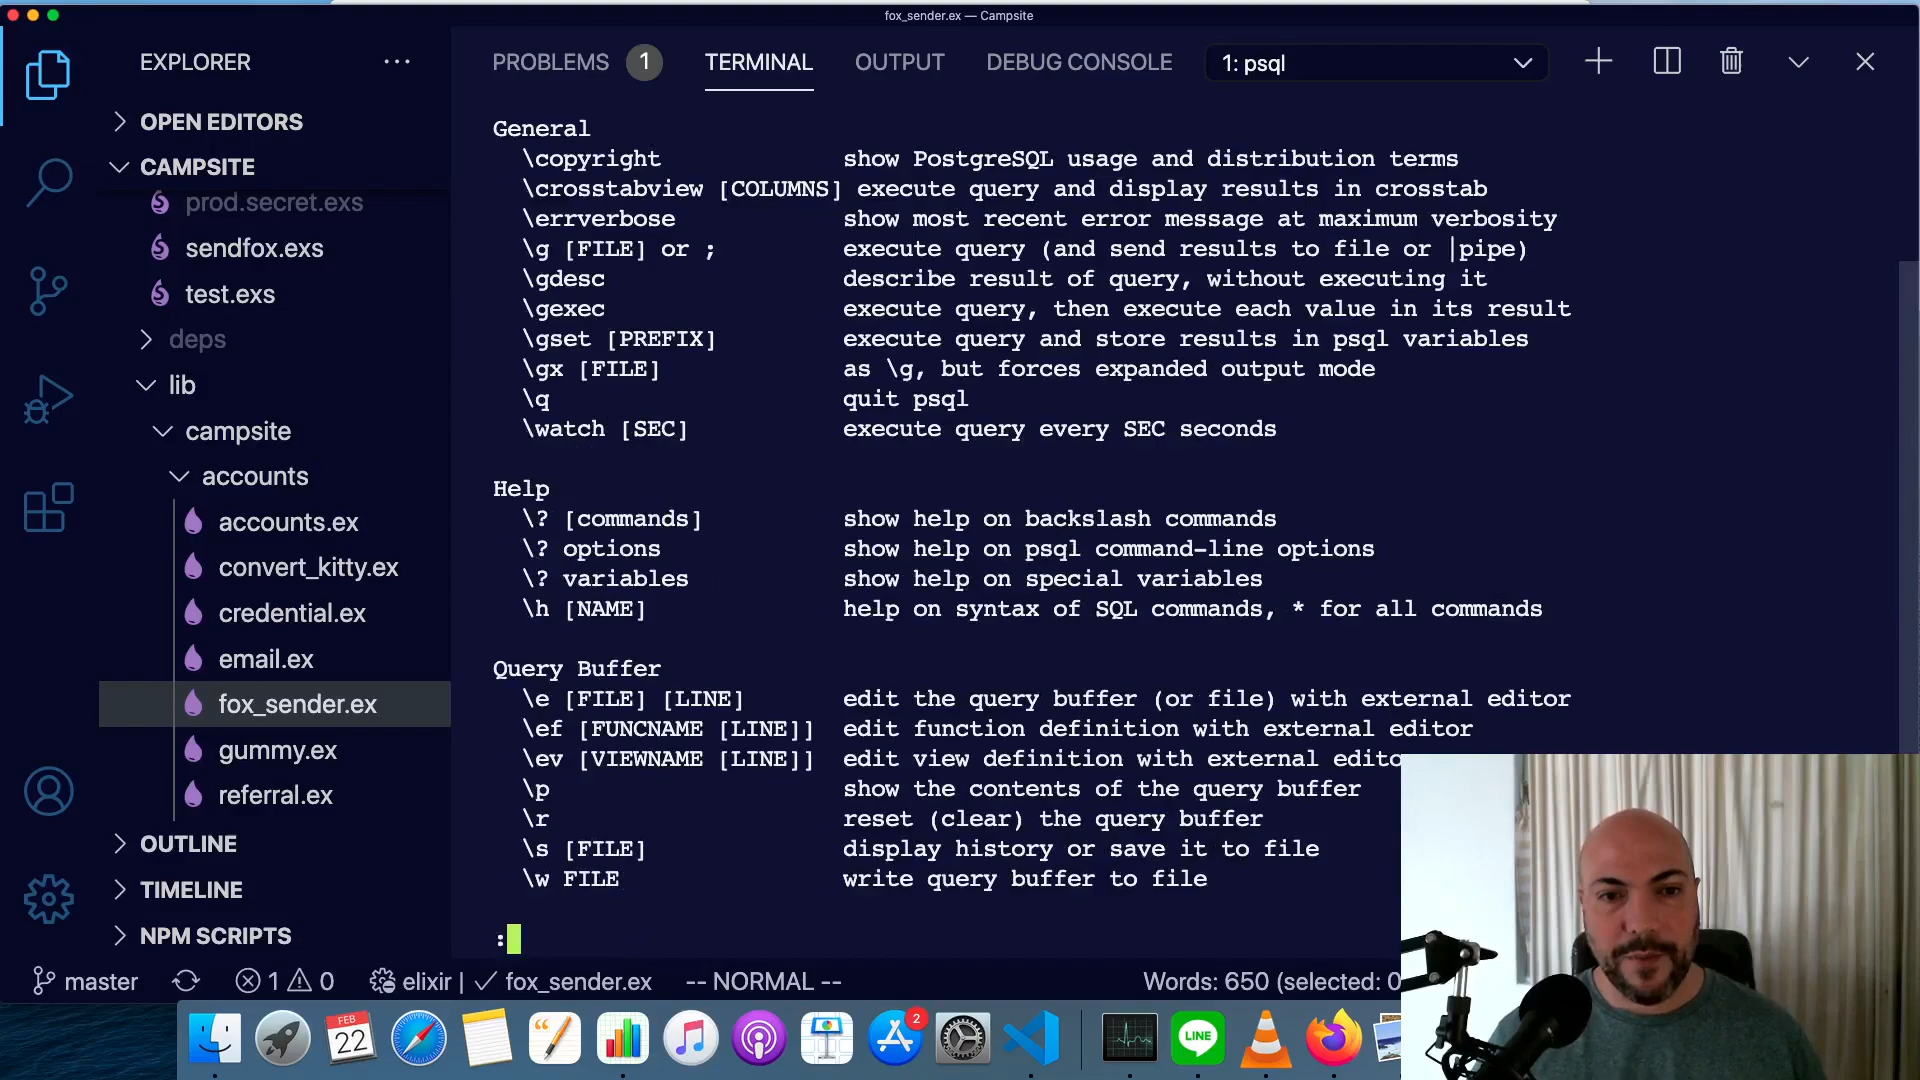 fox_sender.ex — Campsite
EXPLORER
OPEN EDITORS
CAMPSITE
prod.secret.exs
sendfox.exs
test.exs
deps
lib
campsite
accounts
accounts.ex
convert_kitty.ex
credential.ex
email.ex
fox_sender.ex
gummy.ex
referral.ex
OUTLINE
TIMELINE
NPM SCRIPTS
PROBLEMS 1 TERMINAL OUTPUT DEBUG CONSOLE 1: psql
General
\copyright show PostgreSQL usage and distribution terms
\crosstabview [COLUMNS] execute query and display results in crosstab
\errverbose show most recent error message at maximum verbosity
\g [FILE] or ; execute query (and send results to file or |pipe)
\gdesc describe result of query, without executing it
\gexec execute query, then execute each value in its result
\gset [PREFIX] execute query and store results in psql variables
\gx [FILE] as \g, but forces expanded output mode
\q quit psql
\watch [SEC] execute query every SEC seconds
Help
\? [commands] show help on backslash commands
\? options show help on psql command-line options
\? variables show help on special variables
\h [NAME] help on syntax of SQL commands, * for all commands
Query Buffer
\e [FILE] [LINE] edit the query buffer (or file) with external editor
\ef [FUNCNAME [LINE]] edit function definition with external editor
\ev [VIEWNAME [LINE]] edit view definition with external edito
\p show the contents of the query buffer
\r reset (clear) the query buffer
\s [FILE] display history or save it to file
\w FILE write query buffer to file
:
master 1 0 elixir | ✓ fox_sender.ex -- NORMAL -- Words: 650 (selected: 0
FEB
22
2
LINE